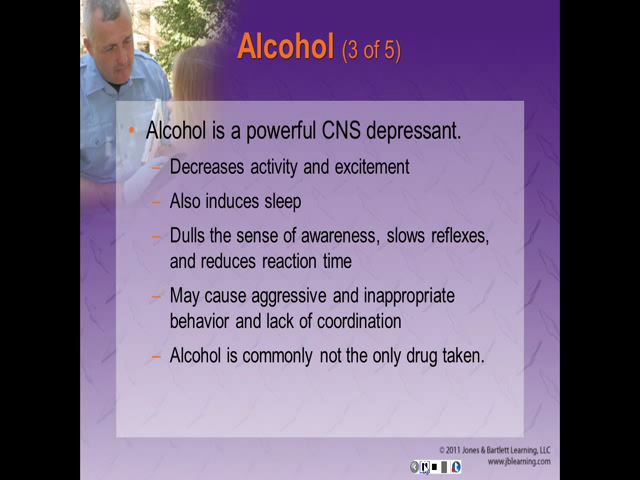 Alcohol (3 of 5)
• Alcohol is a powerful CNS depressant.
– Decreases activity and excitement
– Also induces sleep
– Dulls the sense of awareness, slows reflexes,
and reduces reaction time
– May cause aggressive and inappropriate
behavior and lack of coordination
– Alcohol is commonly not the only drug taken.
© 2011 Jones & Bartlett Learning, LLC
www.jblearning.com